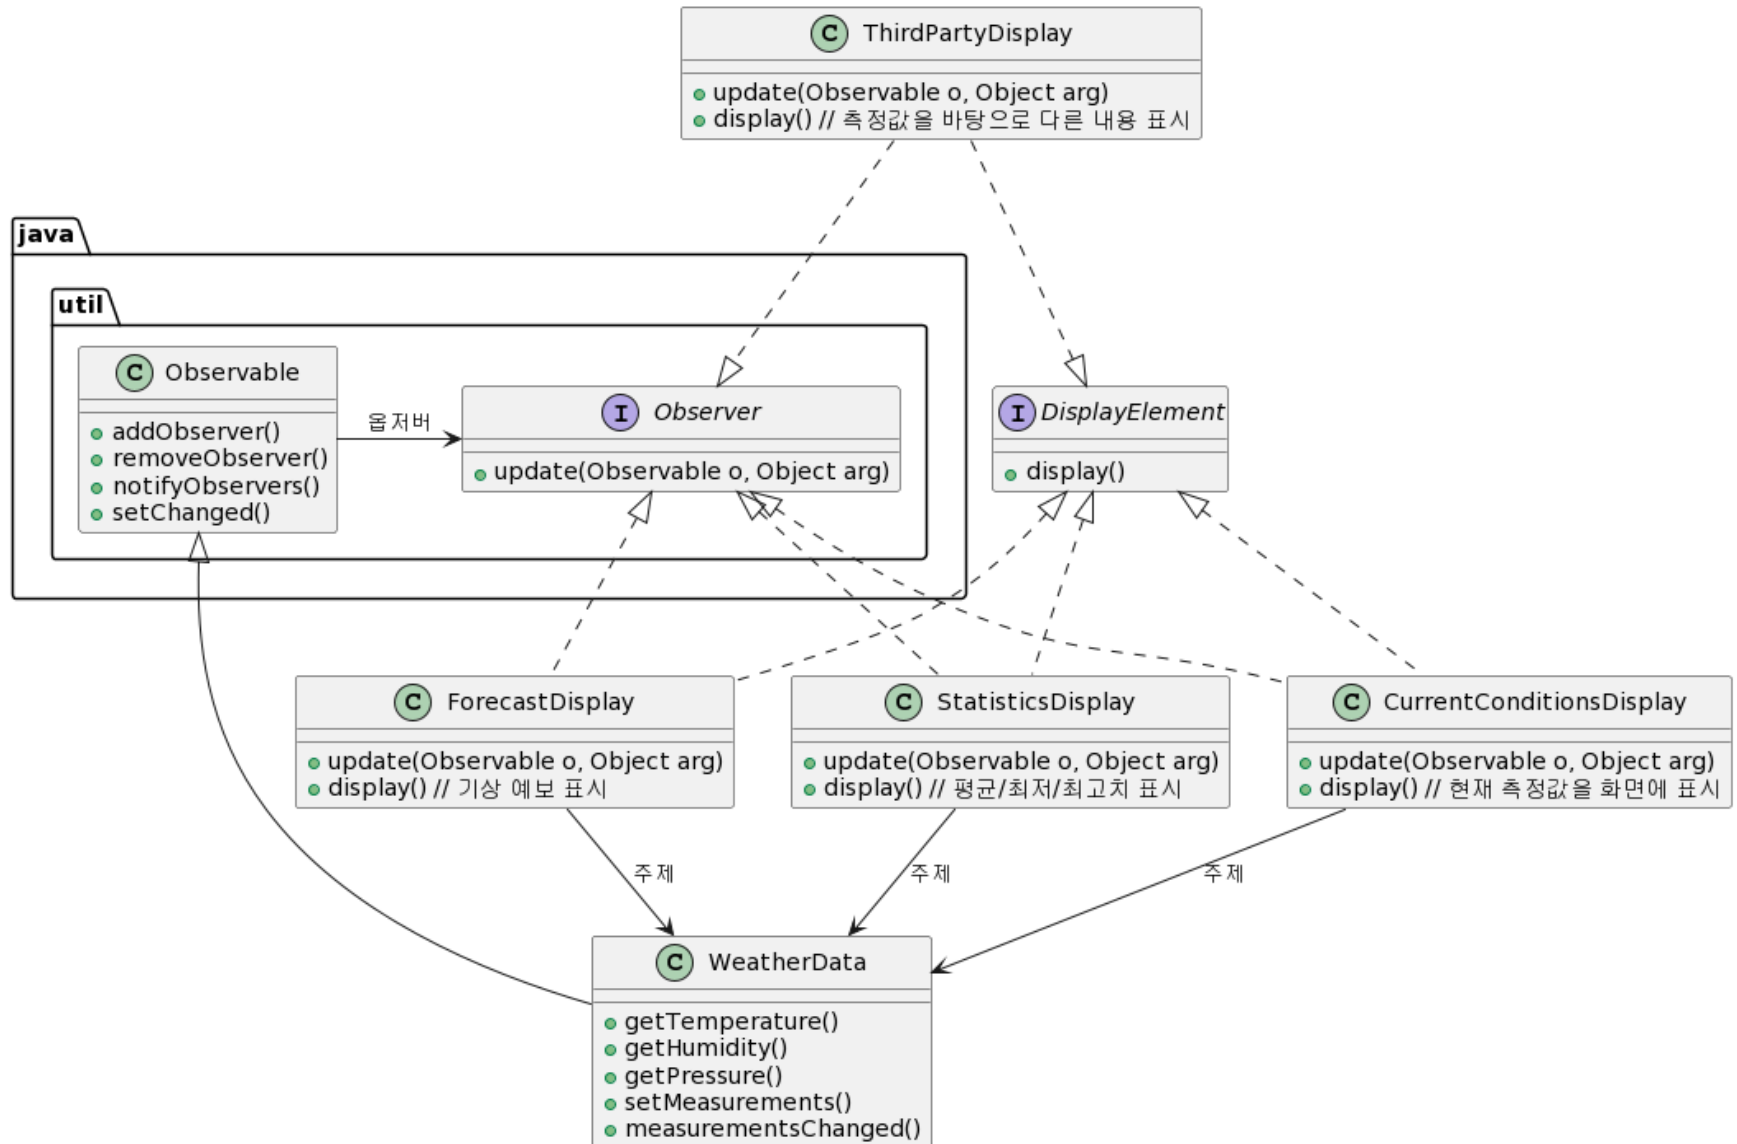 C ThirdPartyDisplay
update(Observable o, Object arg)
display() // 측정값을 바탕으로 다른 내용 표시
java
util
C Observable
addObserver()
removeObserver()
notifyObservers()
setChanged()
옵저버
I Observer
update(Observable o, Object arg)
I DisplayElement
display()
C ForecastDisplay
update(Observable o, Object arg)
display() // 기상 예보 표시
C StatisticsDisplay
update(Observable o, Object arg)
display() // 평균/최저/최고치 표시
C CurrentConditionsDisplay
update(Observable o, Object arg)
display() // 현재 측정값을 화면에 표시
주제
주제
주제
C WeatherData
getTemperature()
getHumidity()
getPressure()
setMeasurements()
measurementsChanged()